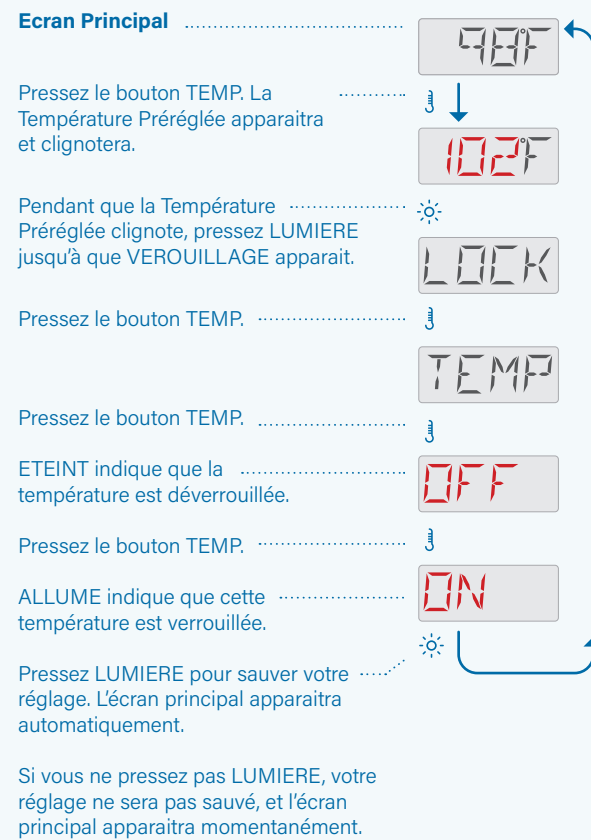 Ecran Principal
98°F
Pressez le bouton TEMP. La
Température Préréglée apparaitra
et clignotera.
102°F
Pendant que la Température
Préréglée clignote, pressez LUMIERE
jusqu'à que VEROUILLAGE apparait.
LOCK
Pressez le bouton TEMP.
TEMP
Pressez le bouton TEMP.
ETEINT indique que la
température est déverrouillée.
OFF
Pressez le bouton TEMP.
ALLUME indique que cette
température est verrouillée.
ON
Pressez LUMIERE pour sauver votre
réglage. L'écran principal apparaitra
automatiquement.
Si vous ne pressez pas LUMIERE, votre
réglage ne sera pas sauvé, et l'écran
principal apparaitra momentanément.